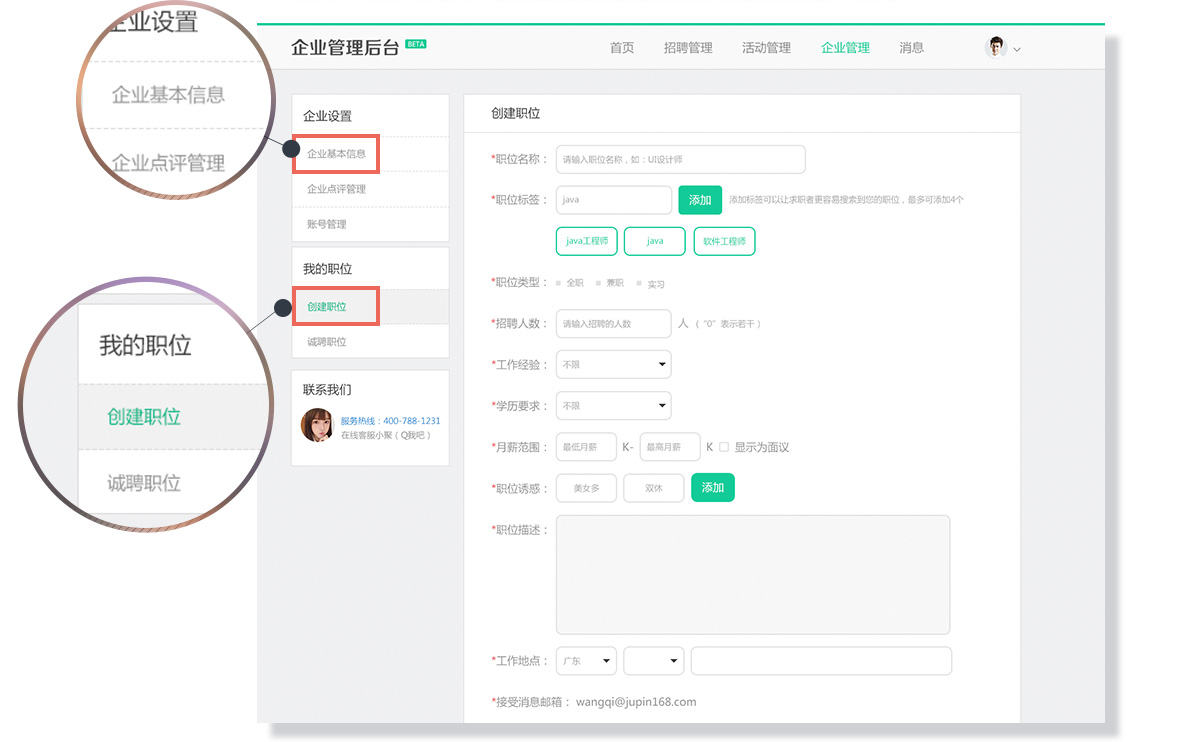 企业设置
企业基本信息
企业点评管理
我的职位
创建职位
诚聘职位
企业管理后台 BETA
首页 招聘管理 活动管理 企业管理 消息
企业设置
企业基本信息
企业点评管理
账号管理
我的职位
创建职位
诚聘职位
联系我们
服务热线：400-788-1231
在线客服小聚（Q我吧）
创建职位
*职位名称： 请输入职位名称，如：UI设计师
*职位标签： java 添加 添加标签可以让求职者更容易搜索到您的职位，最多可添加4个
java工程师 java 软件工程师
*职位类型： 全职 兼职 实习
*招聘人数： 请输入招聘的人数 人（ “0” 表示若干 ）
*工作经验： 不限
*学历要求： 不限
*月薪范围： 最低月薪 K- 最高月薪 K 显示为面议
*职位诱惑： 美女多 双休 添加
*职位描述：
*工作地点： 广东
*接受消息邮箱： wangqi@jupin168.com